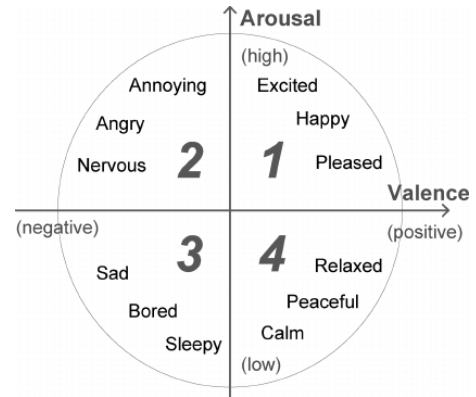 Arousal
(high)
Annoying
Excited
Angry
Happy
Nervous
2
1
Pleased
Valence
(negative)
(positive)
3
4
Sad
Relaxed
Bored
Peaceful
Sleepy
Calm
(low)